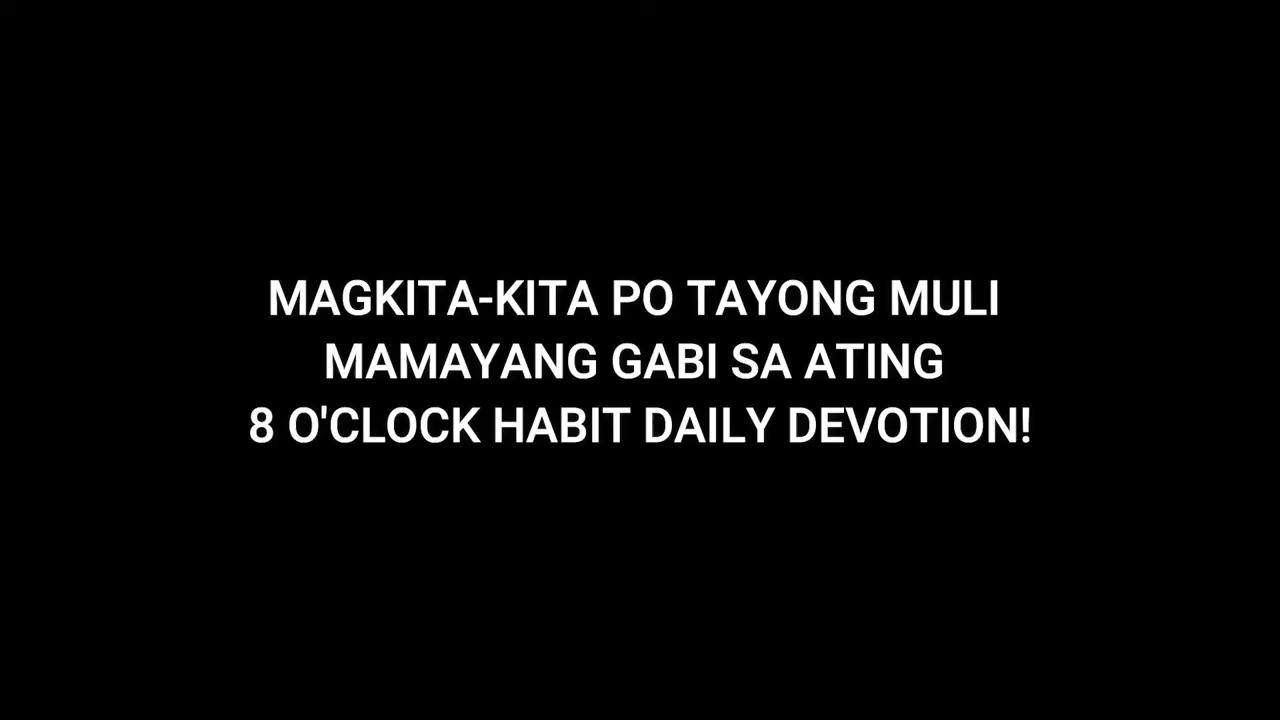 MAGKITA-KITA PO TAYONG MULI
MAMAYANG GABI SA ATING
8 O'CLOCK HABIT DAILY DEVOTION!